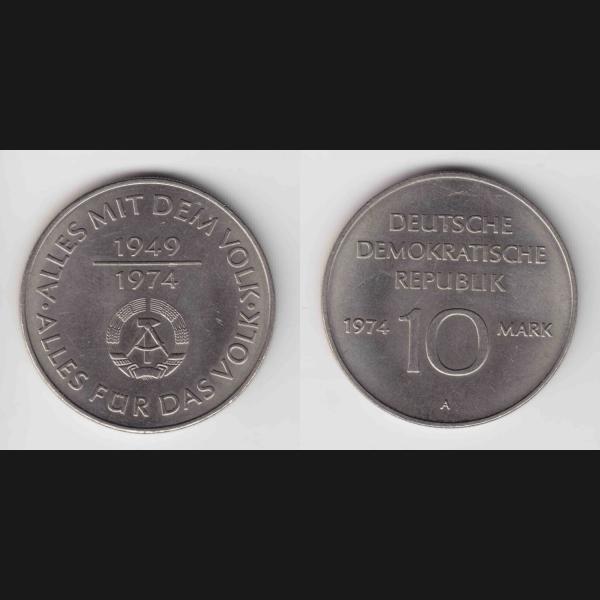 ·ALLES MIT DEM VOLK·
1949
1974
ALLES FÜR DAS VOLK
DEUTSCHE
DEMOKRATISCHE
REPUBLIK
1974 10 MARK
A